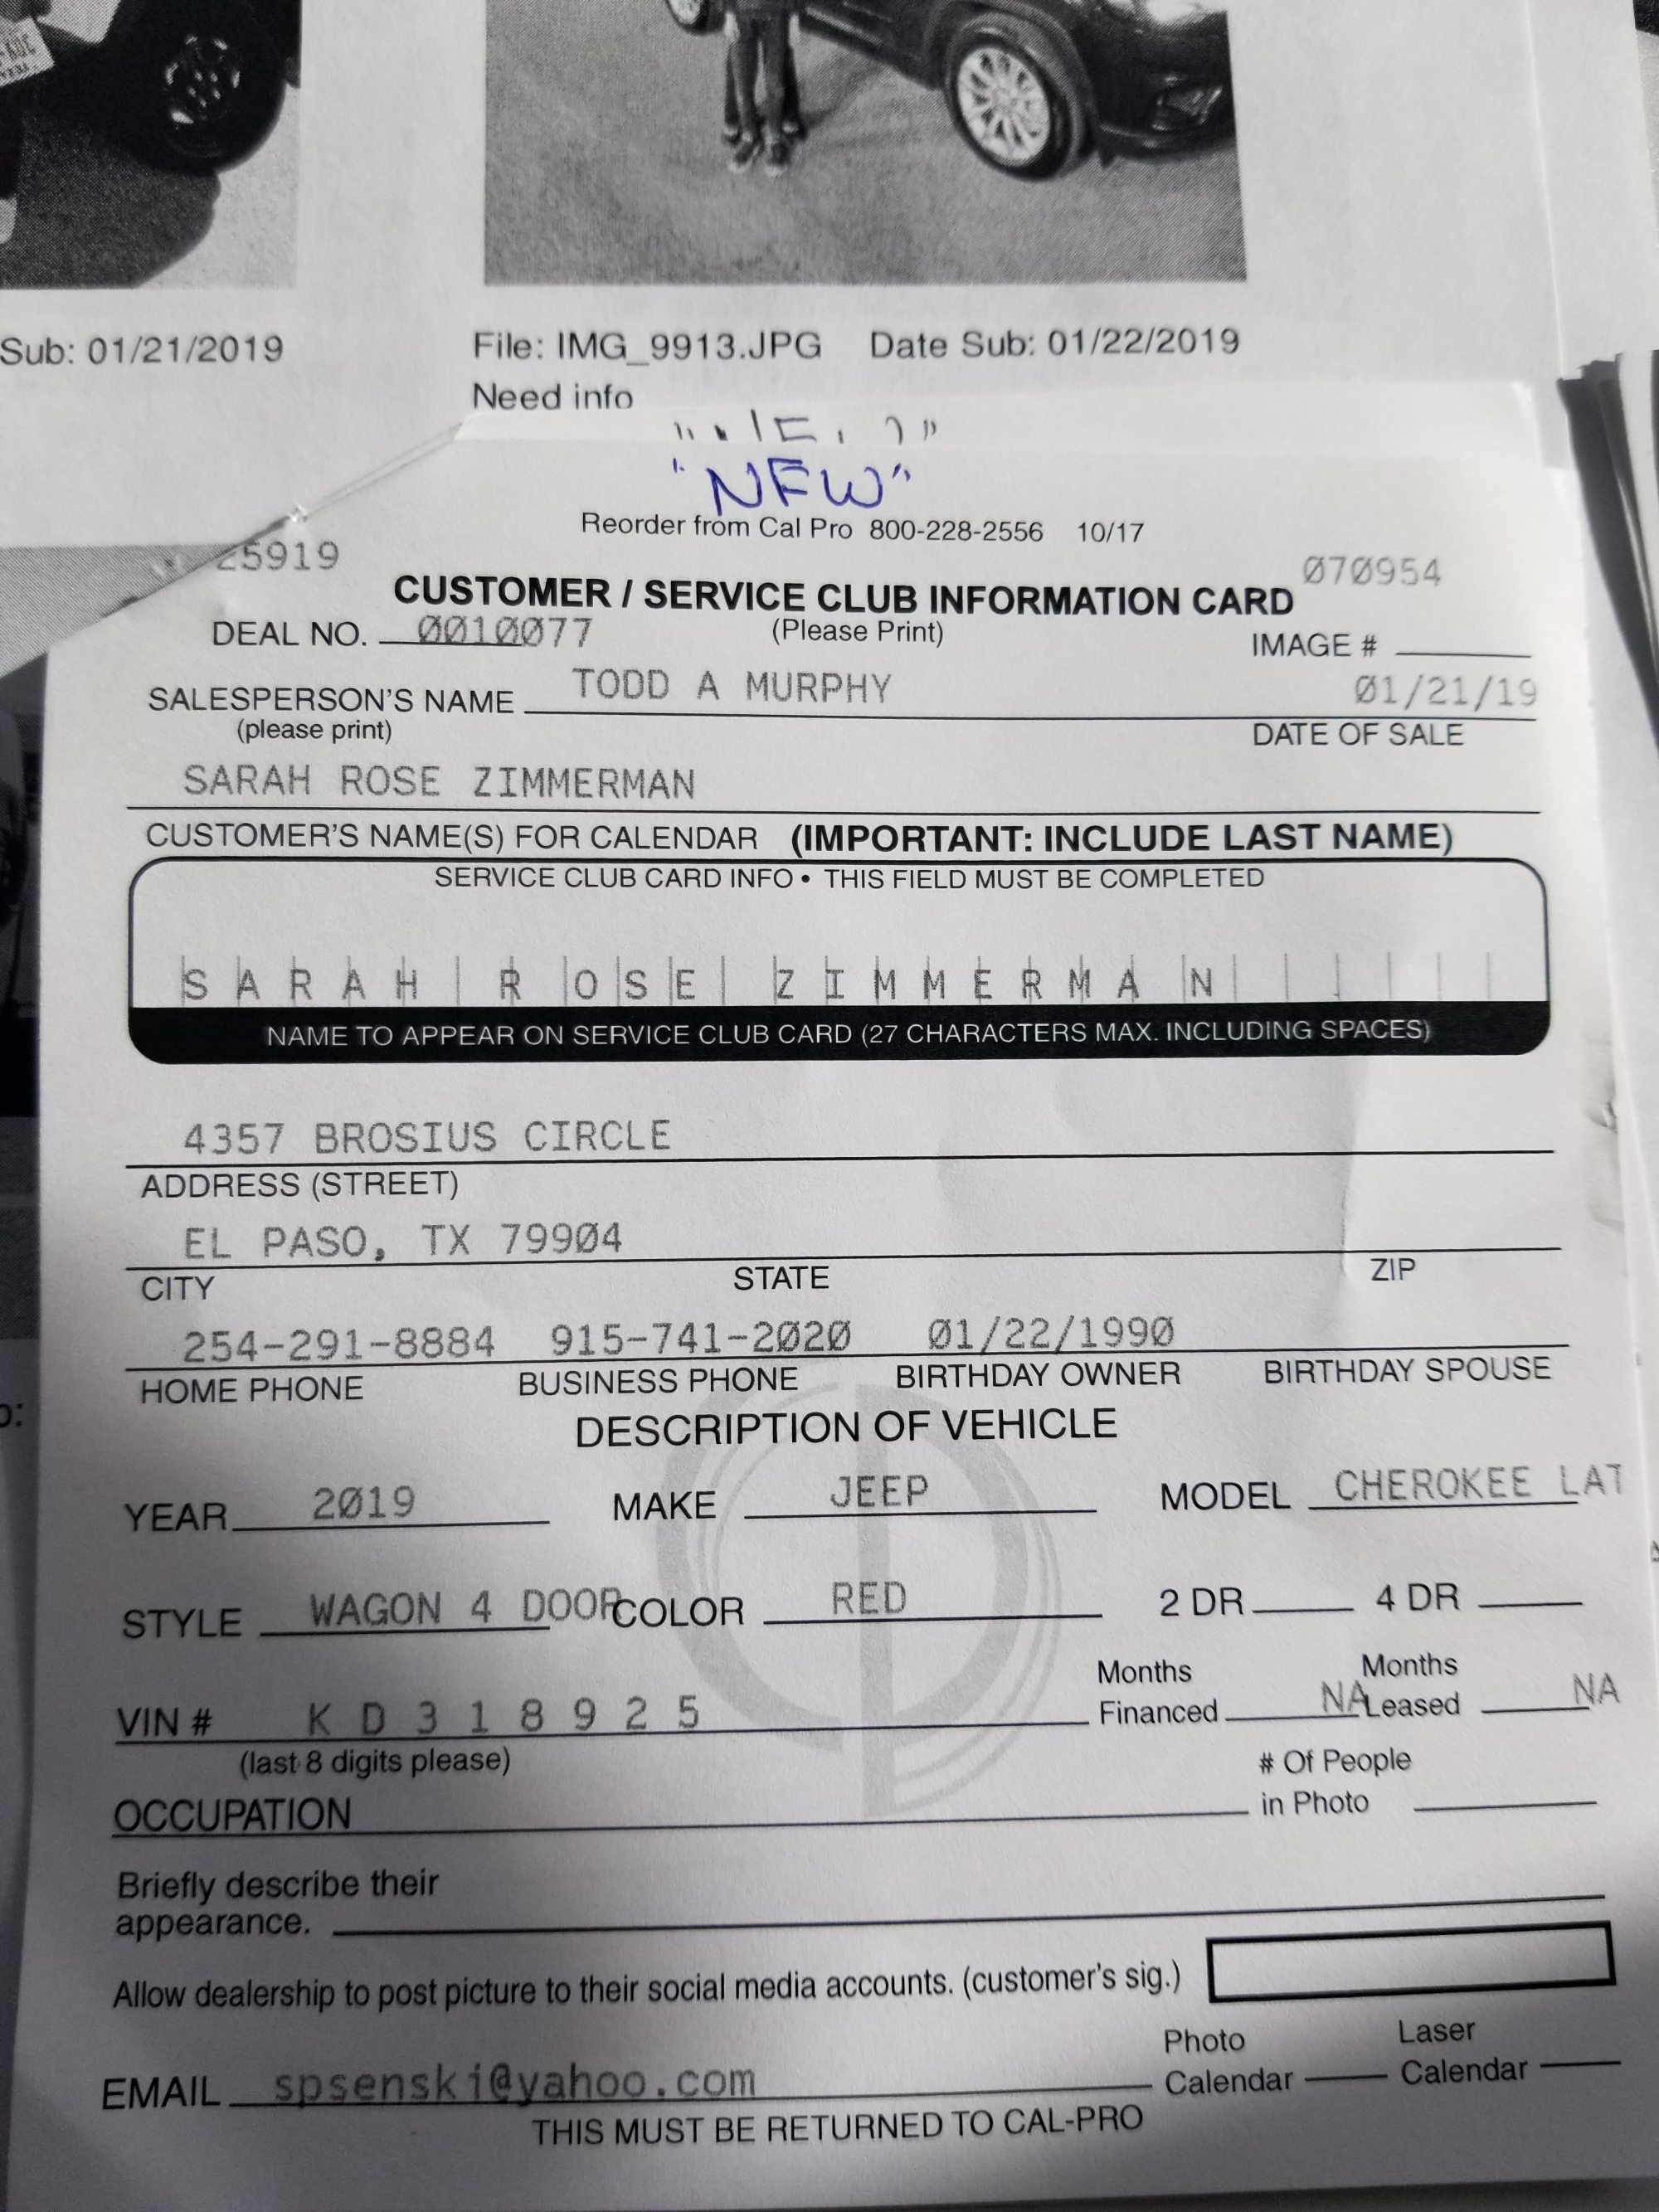 Sub: 01/21/2019
File: IMG_9913.JPG Date Sub: 01/22/2019
Need info
"NEW"
Reorder from Cal Pro 800-228-2556 10/17
25919
070954
CUSTOMER / SERVICE CLUB INFORMATION CARD
DEAL NO. 0010077 (Please Print) IMAGE #
SALESPERSON'S NAME TODD A MURPHY 01/21/19
(please print) DATE OF SALE
SARAH ROSE ZIMMERMAN
CUSTOMER'S NAME(S) FOR CALENDAR (IMPORTANT: INCLUDE LAST NAME)
SERVICE CLUB CARD INFO • THIS FIELD MUST BE COMPLETED
SARAH ROSE ZIMMERMAN
NAME TO APPEAR ON SERVICE CLUB CARD (27 CHARACTERS MAX. INCLUDING SPACES)
4357 BROSIUS CIRCLE
ADDRESS (STREET)
EL PASO, TX 79904
CITY STATE ZIP
254-291-8884 915-741-2020 01/22/1990
HOME PHONE BUSINESS PHONE BIRTHDAY OWNER BIRTHDAY SPOUSE
DESCRIPTION OF VEHICLE
YEAR 2019 MAKE JEEP MODEL CHEROKEE LAT
STYLE WAGON 4 DOOR COLOR RED 2 DR 4 DR
VIN # KD318925 Months Financed NA Months Leased NA
(last 8 digits please)
OCCUPATION # Of People in Photo
Briefly describe their
appearance.
Allow dealership to post picture to their social media accounts. (customer's sig.)
EMAIL spsenski@yahoo.com Photo Calendar Laser Calendar
THIS MUST BE RETURNED TO CAL-PRO